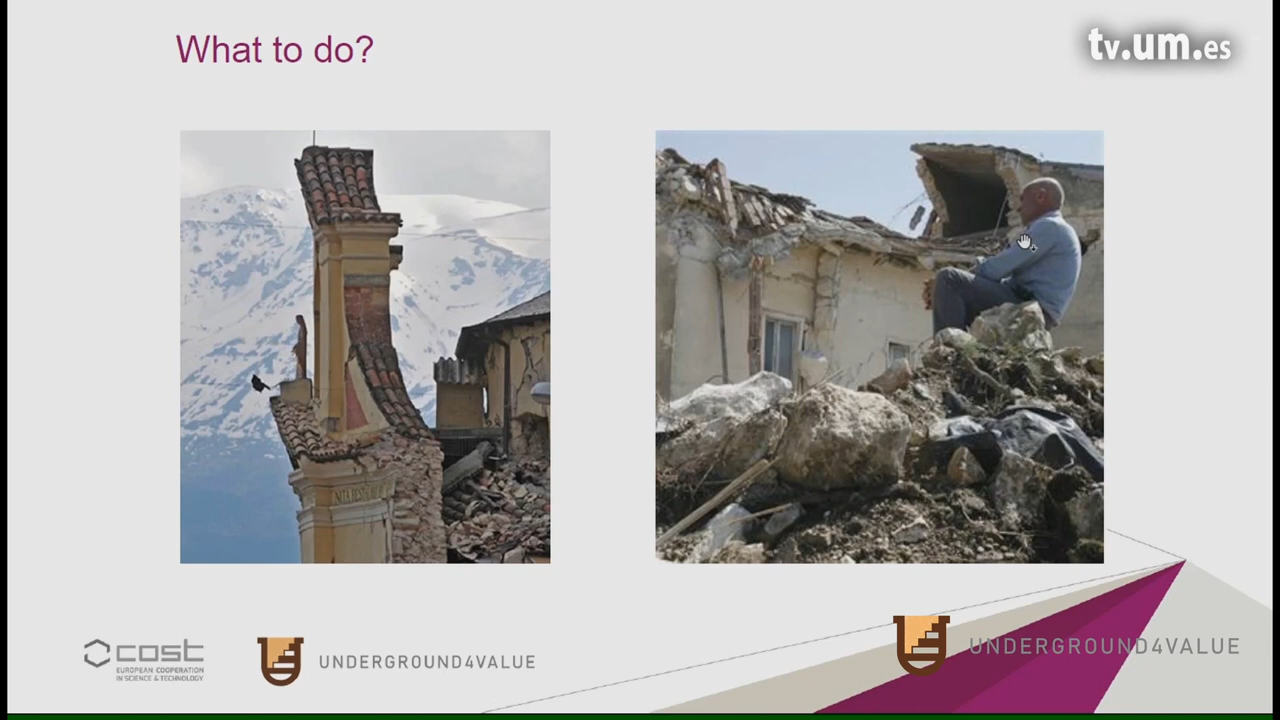 What to do?
tv.um.es
cost
EUROPEAN COOPERATION
IN SCIENCE & TECHNOLOGY
UNDERGROUND4VALUE
UNDERGROUND4VALUE